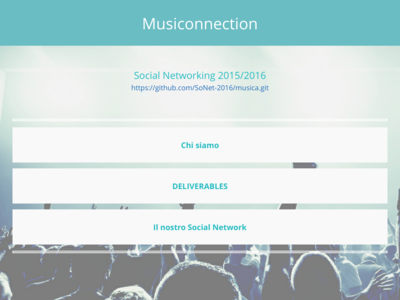 Musiconnection
Social Networking 2015/2016
https://github.com/SoNet-2016/musica.git
Chi siamo
DELIVERABLES
Il nostro Social Network